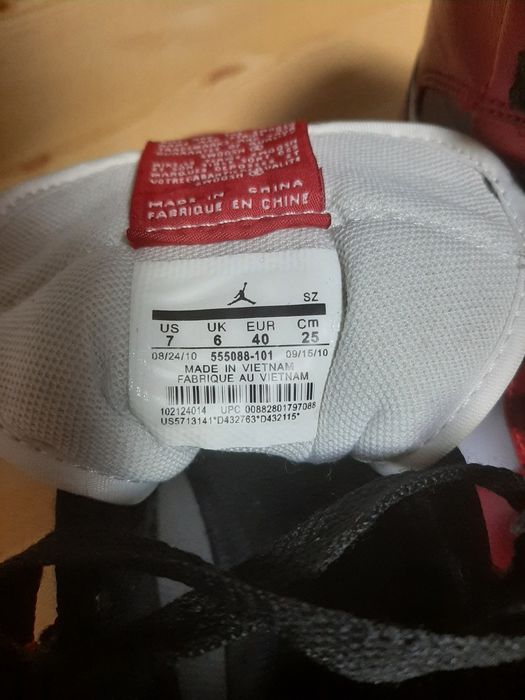 MADE IN CHINA
FABRIQUÉ EN CHINE
SZ
US UK EUR Cm
7 6 40 25
08/24/10 555088-101 09/15/10
MADE IN VIETNAM
FABRIQUE AU VIETNAM
102124014 UPC 00882801797088
US5713141*D432763*D432115*